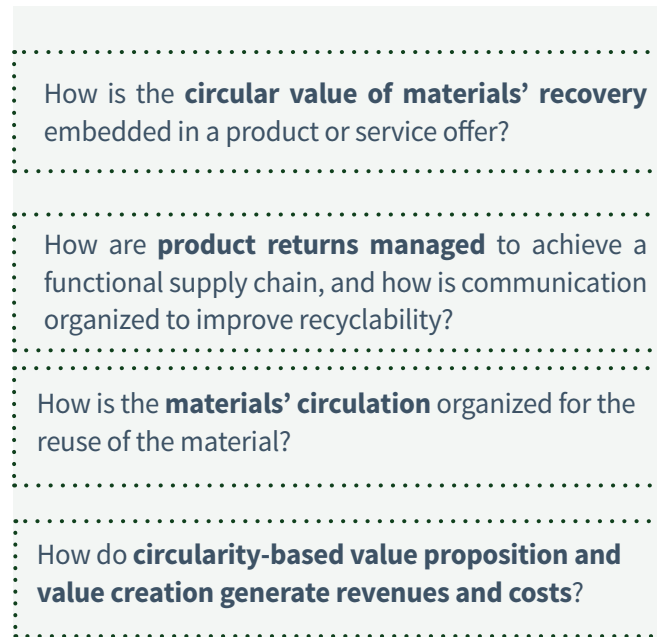 How is the circular value of materials’ recovery
embedded in a product or service offer?
How are product returns managed to achieve a
functional supply chain, and how is communication
organized to improve recyclability?
How is the materials’ circulation organized for the
reuse of the material?
How do circularity-based value proposition and
value creation generate revenues and costs?